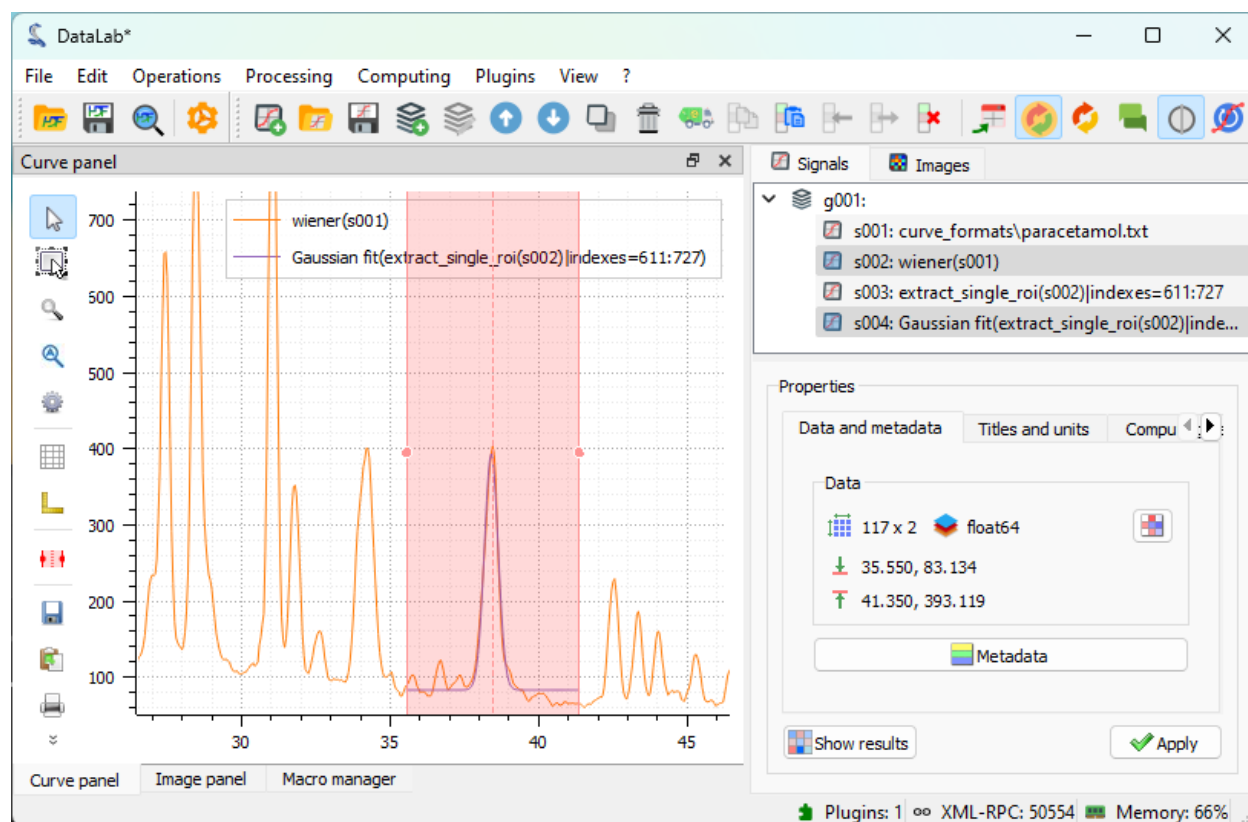 DataLab*
File Edit Operations Processing Computing Plugins View ?
Curve panel
700
600
500
400
300
200
100
30 35 40 45
wiener(s001)
Gaussian fit(extract_single_roi(s002)|indexes=611:727)
Curve panel Image panel Macro manager
Signals Images
g001:
s001: curve_formats\paracetamol.txt
s002: wiener(s001)
s003: extract_single_roi(s002)|indexes=611:727
s004: Gaussian fit(extract_single_roi(s002)|inde...
Properties
Data and metadata Titles and units Compu
Data
117 x 2 float64
35.550, 83.134
41.350, 393.119
Metadata
Show results Apply
Plugins: 1 XML-RPC: 50554 Memory: 66%